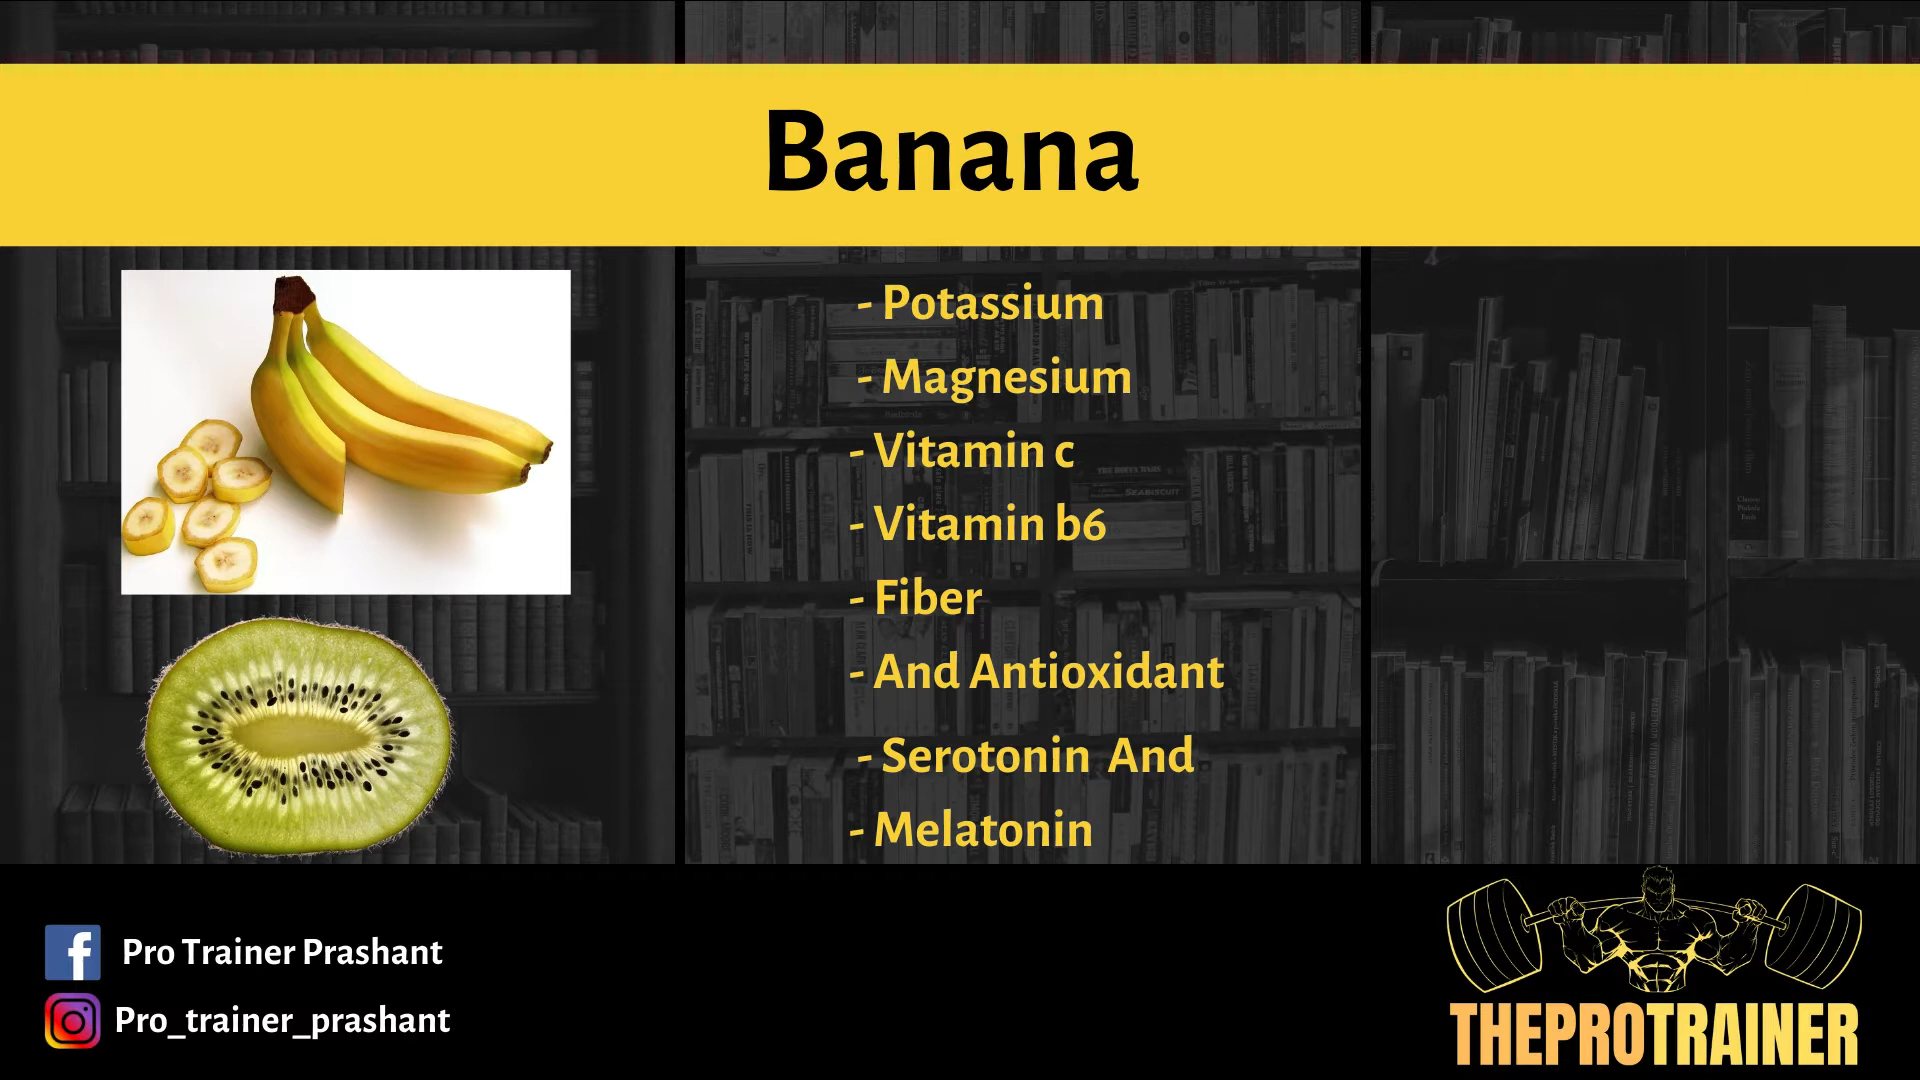 Banana
- Potassium
- Magnesium
- Vitamin c
- Vitamin b6
- Fiber
- And Antioxidant
- Serotonin And
- Melatonin
Pro Trainer Prashant
Pro_trainer_prashant
THEPROTRAINER